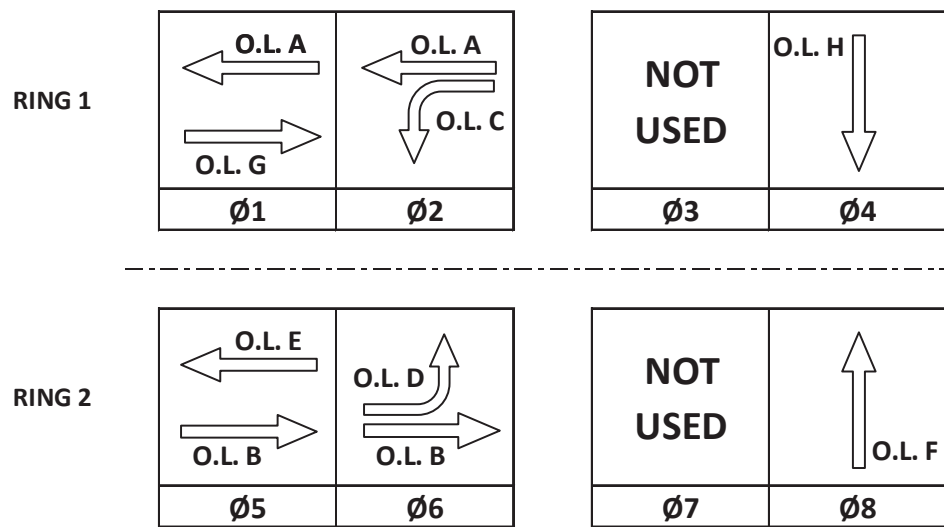 O.L. A
O.L. A
O.L. H
RING 1
NOT
USED
O.L. C
O.L. G
Ø1
Ø2
Ø3
Ø4
O.L. E
O.L. D
RING 2
NOT
USED
O.L. B
O.L. B
O.L. F
Ø5
Ø6
Ø7
Ø8